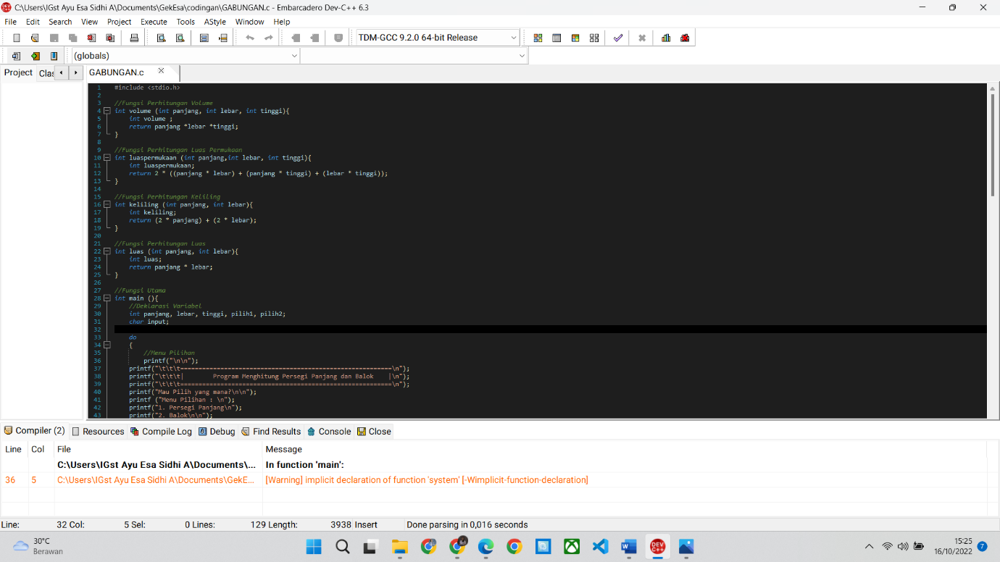 C:\Users\IGst Ayu Esa Sidhi A\Documents\GekEsa\codingan\GABUNGAN.c - Embarcadero Dev-C++ 6.3
File Edit Search View Project Execute Tools AStyle Window Help
TDM-GCC 9.2.0 64-bit Release
(globals)
Project Clas GABUNGAN.c
1 #include <stdio.h>
2
3 //Fungsi Perhitungan Volume
4 int volume (int panjang, int lebar, int tinggi){
5 int volume ;
6 return panjang *lebar *tinggi;
7 }
8
9 //Fungsi Perhitungan Luas Permukaan
10 int luaspermukaan (int panjang,int lebar, int tinggi){
11 int luaspermukaan;
12 return 2 * ((panjang * lebar) + (panjang * tinggi) + (lebar * tinggi));
13 }
14
15 //Fungsi Perhitungan Keliling
16 int keliling (int panjang, int lebar){
17 int keliling;
18 return (2 * panjang) + (2 * lebar);
19 }
20
21 //Fungsi Perhitungan Luas
22 int luas (int panjang, int lebar){
23 int luas;
24 return panjang * lebar;
25 }
26
27 //Fungsi Utama
28 int main (){
29 //Deklarasi Variabel
30 int panjang, lebar, tinggi, pilih1, pilih2;
31 char input;
32
33 do
34 {
35 //Menu Pilihan
36 printf("\n\n");
37 printf("\t\t\t==========================================================\n");
38 printf("\t\t\t| Program Menghitung Persegi Panjang dan Balok |\n");
39 printf("\t\t\t==========================================================\n");
40 printf("Mau Pilih yang mana?\n\n");
41 printf ("Menu Pilihan : \n");
42 printf("1. Persegi Panjang\n");
43 printf("2. Balok\n\n");
Compiler (2) Resources Compile Log Debug Find Results Console Close
Line Col File Message
C:\Users\IGst Ayu Esa Sidhi A\Documents\... In function 'main':
36 5 C:\Users\IGst Ayu Esa Sidhi A\Documents\GekE... [Warning] implicit declaration of function 'system' [-Wimplicit-function-declaration]
Line: 32 Col: 5 Sel: 0 Lines: 129 Length: 3938 Insert Done parsing in 0,016 seconds
30°C
Berawan
15:25
16/10/2022
7